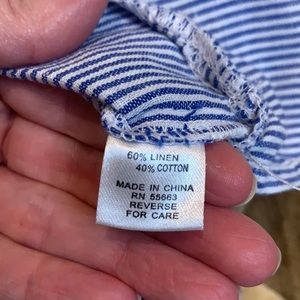 60% LINEN
40% COTTON
MADE IN CHINA
RN 55663
REVERSE
FOR CARE